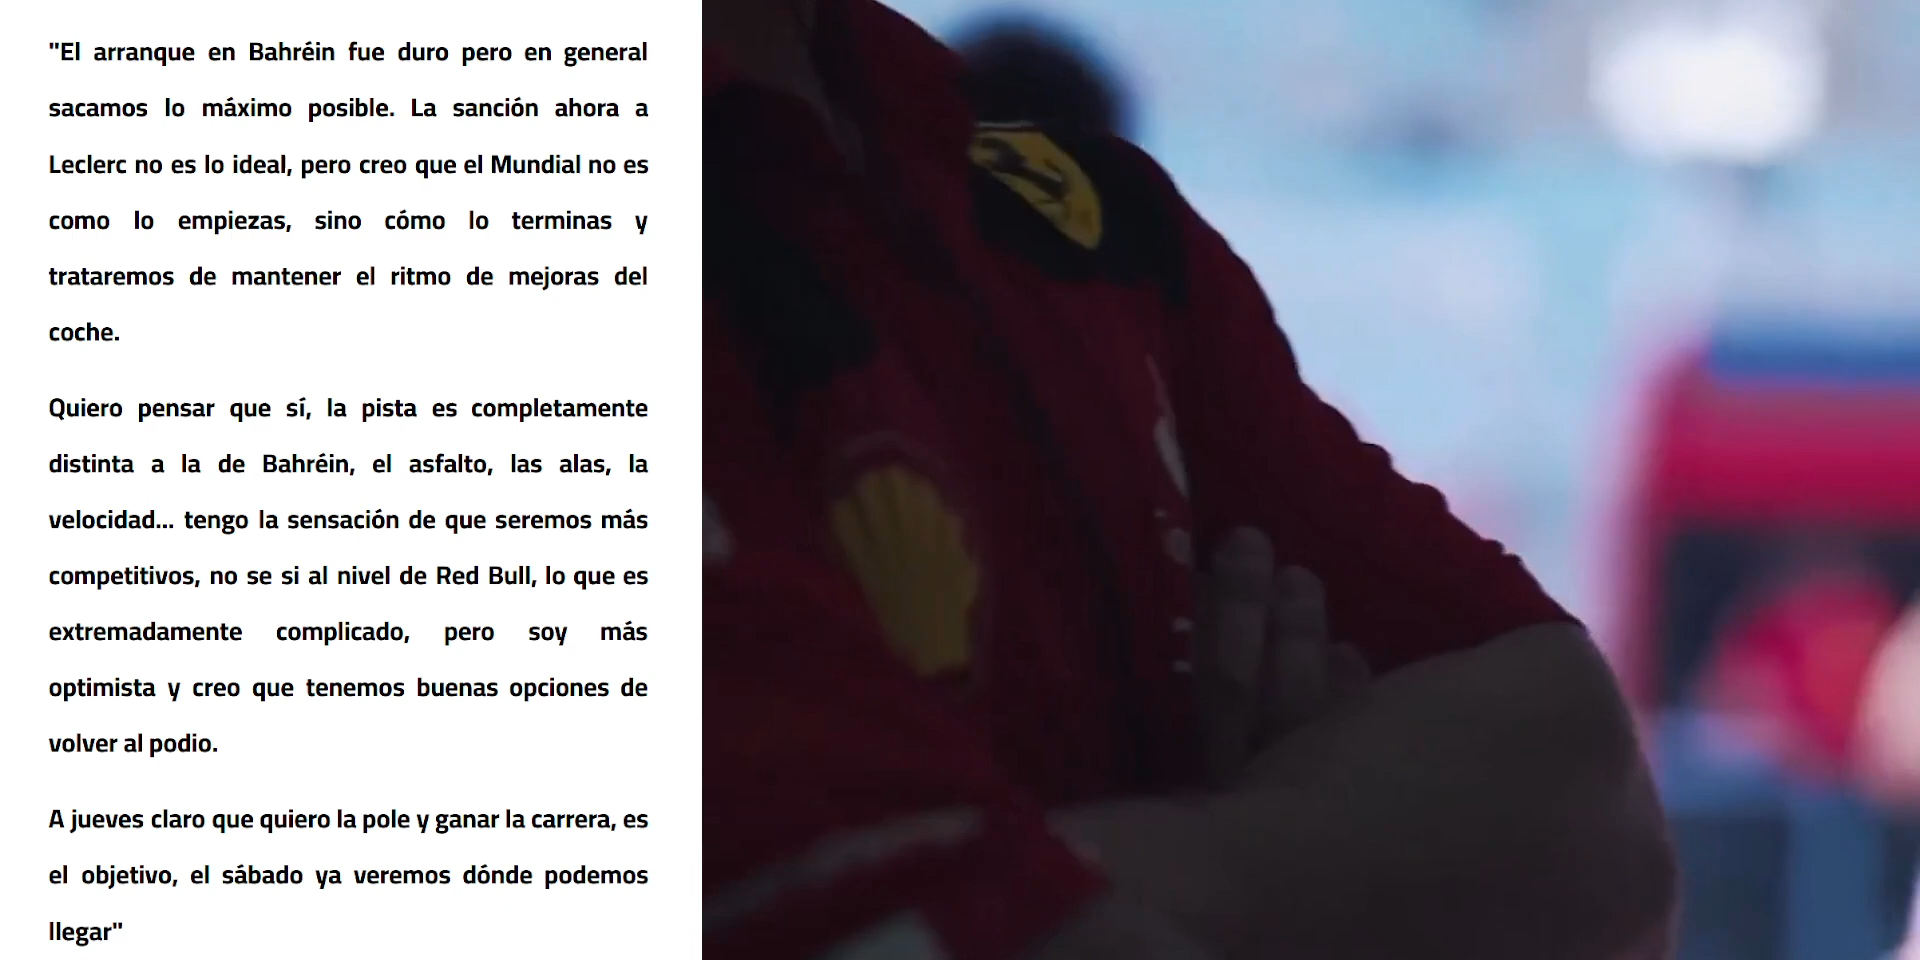 "El arranque en Bahréin fue duro pero en general
sacamos lo máximo posible. La sanción ahora a
Leclerc no es lo ideal, pero creo que el Mundial no es
como lo empiezas, sino cómo lo terminas y
trataremos de mantener el ritmo de mejoras del
coche.
Quiero pensar que sí, la pista es completamente
distinta a la de Bahréin, el asfalto, las alas, la
velocidad... tengo la sensación de que seremos más
competitivos, no se si al nivel de Red Bull, lo que es
extremadamente complicado, pero soy más
optimista y creo que tenemos buenas opciones de
volver al podio.
A jueves claro que quiero la pole y ganar la carrera, es
el objetivo, el sábado ya veremos dónde podemos
llegar"